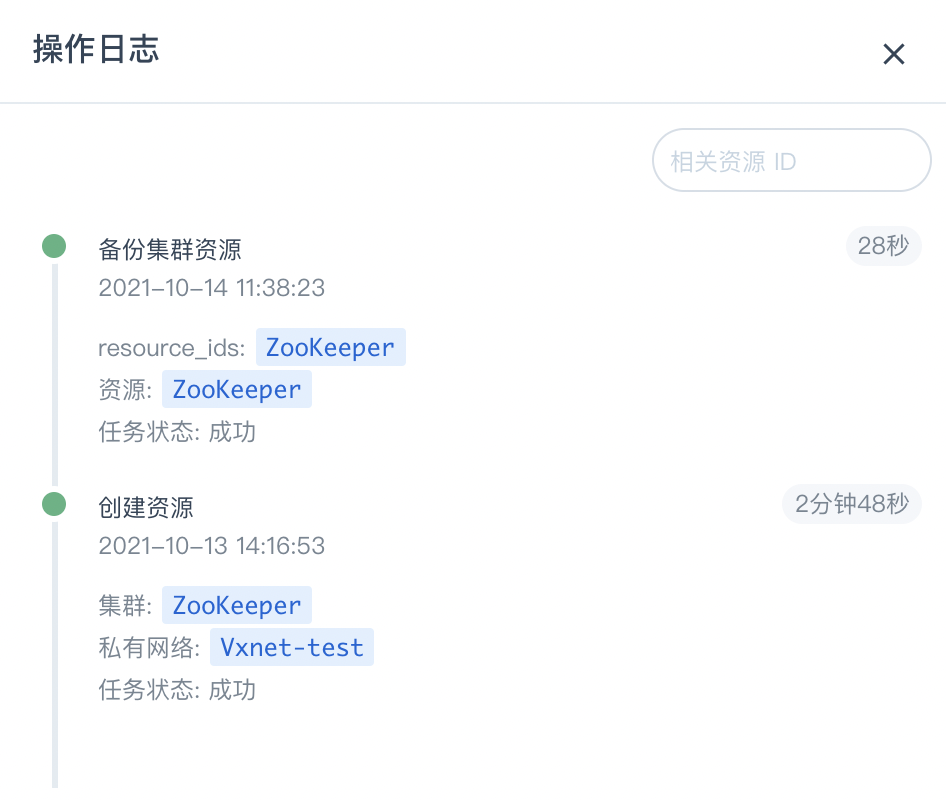 操作日志
相关资源 ID
备份集群资源
28秒
2021-10-14 11:38:23
resource_ids: ZooKeeper
资源: ZooKeeper
任务状态: 成功
创建资源
2分钟48秒
2021-10-13 14:16:53
集群: ZooKeeper
私有网络: Vxnet-test
任务状态: 成功